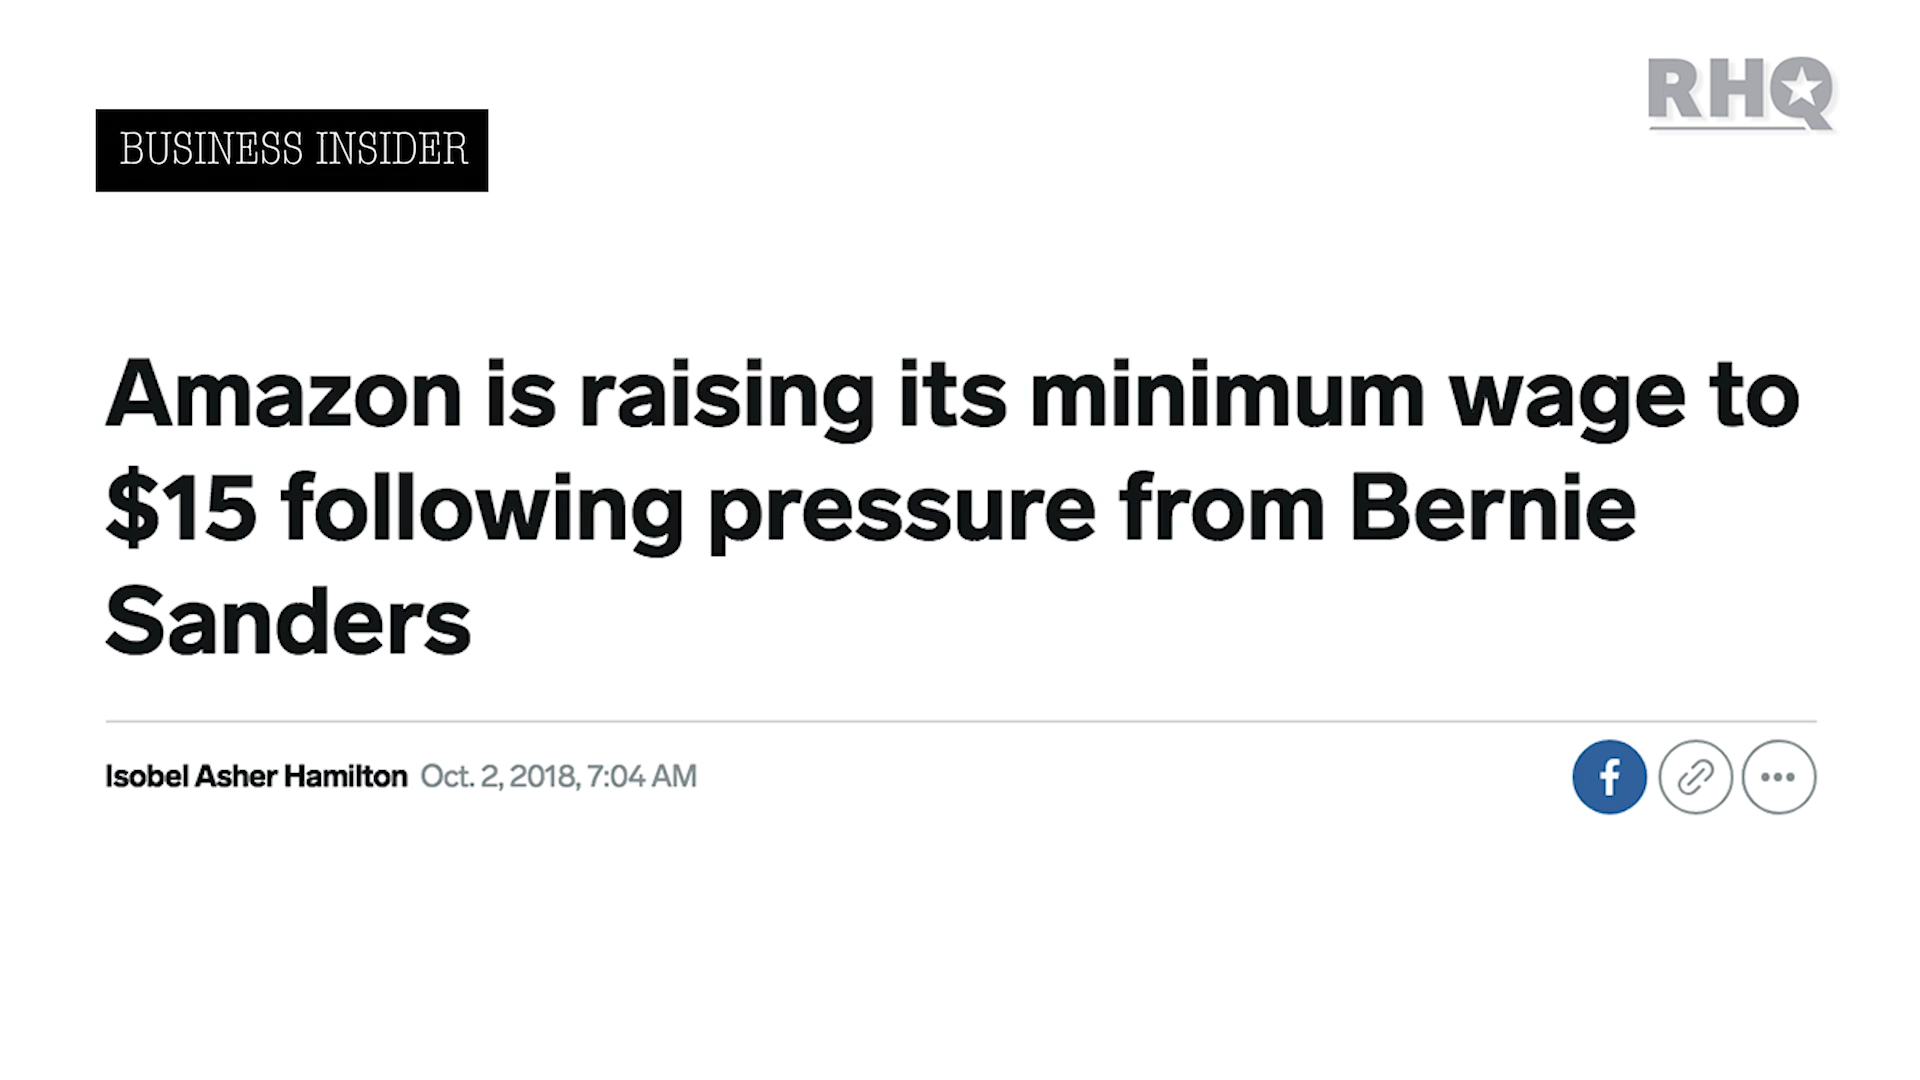 RHQ
BUSINESS INSIDER
Amazon is raising its minimum wage to
$15 following pressure from Bernie
Sanders
Isobel Asher Hamilton Oct. 2, 2018, 7:04 AM
f